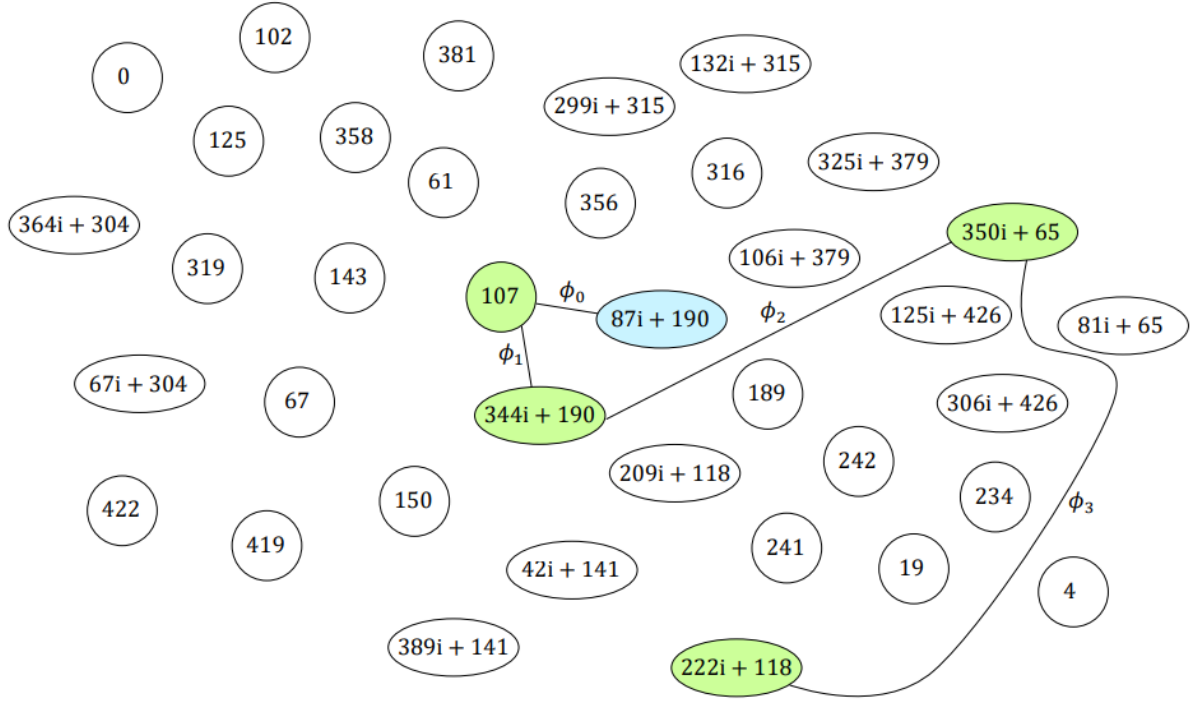 102
381
132i + 315
0
299i + 315
125
358
325i + 379
316
61
356
364i + 304
350i + 65
106i + 379
319
143
107
ϕ₀
87i + 190
ϕ₂
125i + 426
81i + 65
ϕ₁
67i + 304
67
189
306i + 426
344i + 190
242
209i + 118
234
150
ϕ₃
422
419
241
19
42i + 141
4
389i + 141
222i + 118